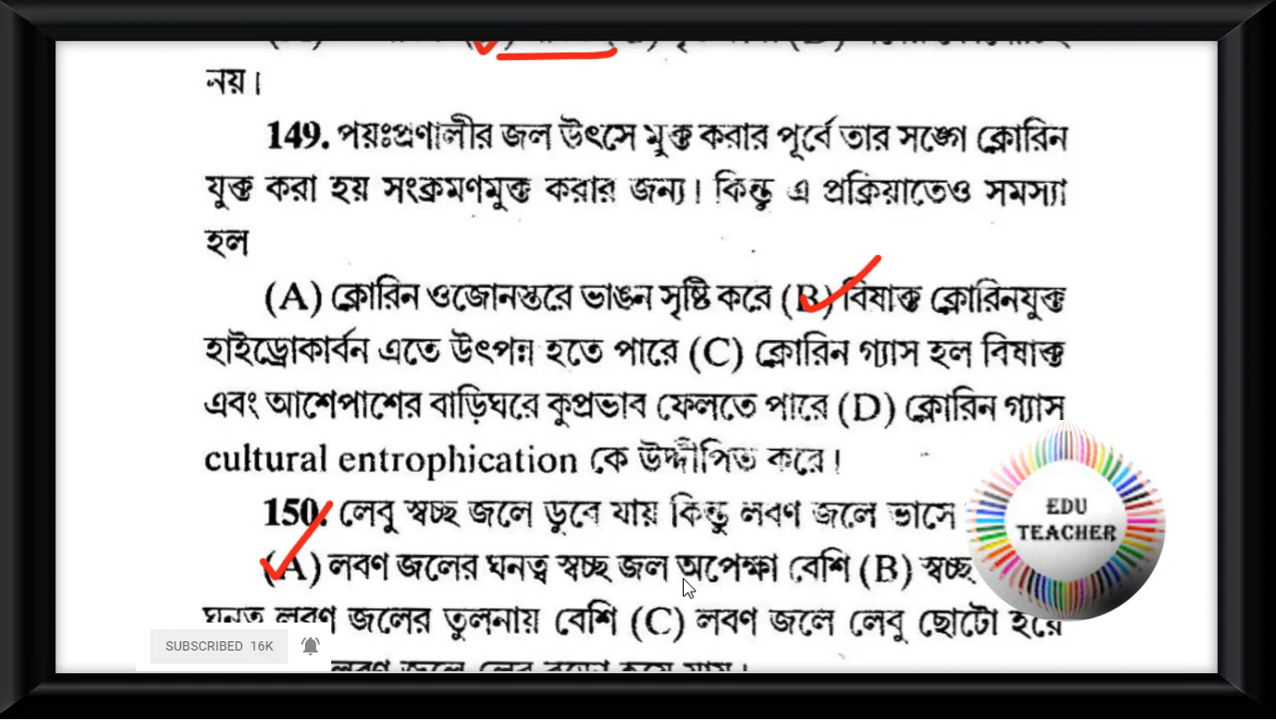 নয়।
149. পয়ঃপ্রণালীর জল উৎসে মুক্ত করার পূর্বে তার সঙ্গে ক্লোরিন
যুক্ত করা হয় সংক্রমণমুক্ত করার জন্য। কিন্তু এ প্রক্রিয়াতেও সমস্যা
হল
(A) ক্লোরিন ওজোনস্তরে ভাঙন সৃষ্টি করে (B) বিষাক্ত ক্লোরিনযুক্ত
হাইড্রোকার্বন এতে উৎপন্ন হতে পারে (C) ক্লোরিন গ্যাস হল বিষাক্ত
এবং আশেপাশের বাড়িঘরে কুপ্রভাব ফেলতে পারে (D) ক্লোরিন গ্যাস
cultural entrophication কে উদ্দীপিত করে।
150. লেবু স্বচ্ছ জলে ডুবে যায় কিন্তু লবণ জলে ভাসে
(A) লবণ জলের ঘনত্ব স্বচ্ছ জল অপেক্ষা বেশি (B) স্বচ্ছ
ঘনত্ব লবণ জলের তুলনায় বেশি (C) লবণ জলে লেবু ছোটো হয়ে
EDU
TEACHER
SUBSCRIBED 16K